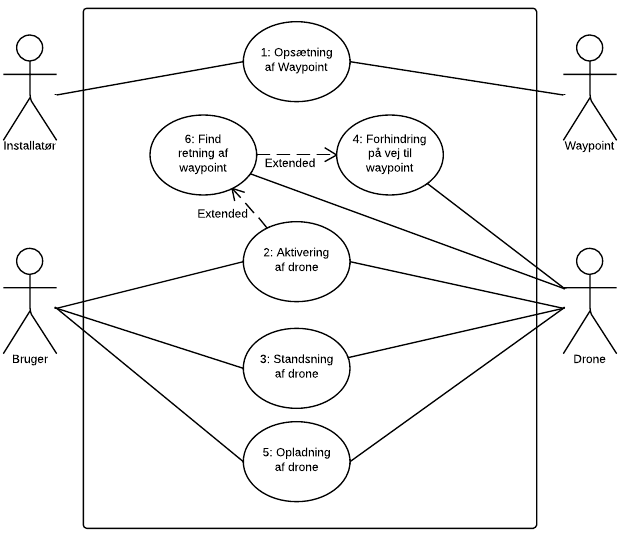 1: Opsætning
af Waypoint
Installatør
Waypoint
6: Find
retning af
waypoint
Extended
4: Forhindring
på vej til
waypoint
Extended
2: Aktivering
af drone
Bruger
Drone
3: Standsning
af drone
5: Opladning
af drone